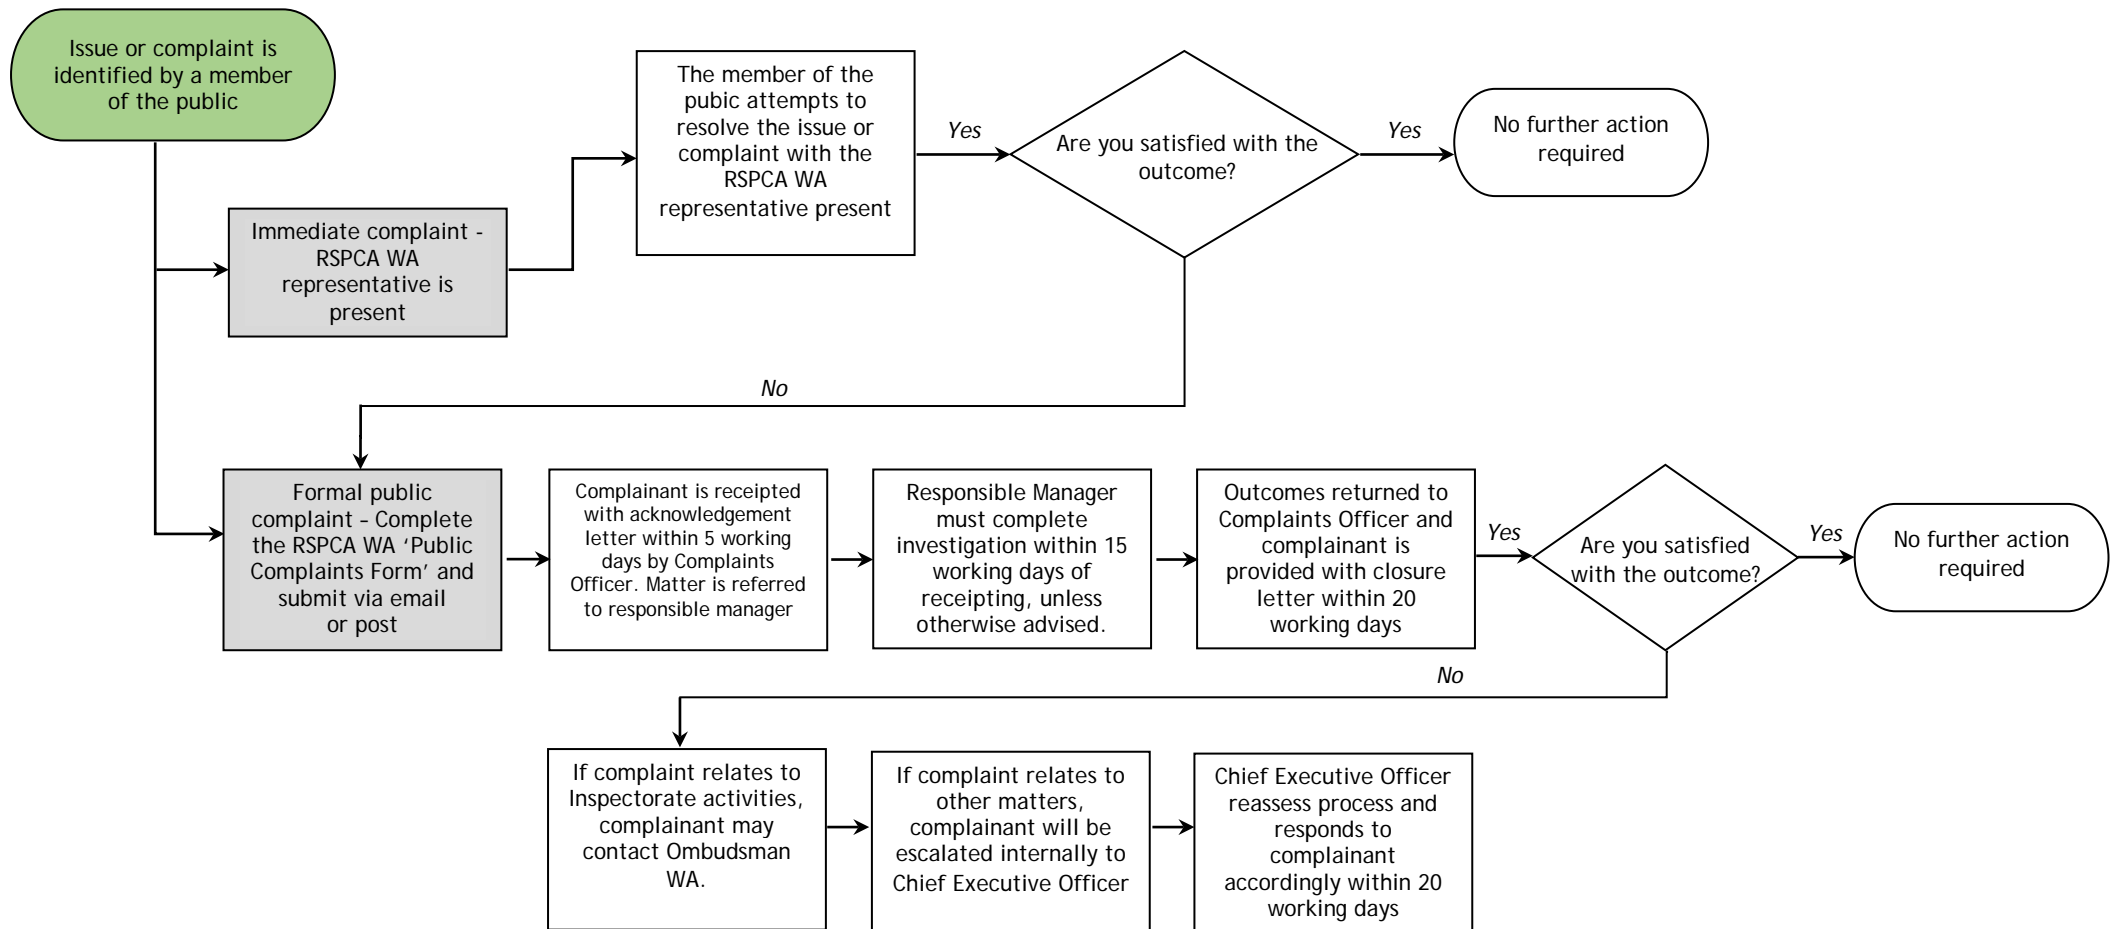 Issue or complaint is
identified by a member
of the public
The member of the
pubic attempts to
resolve the issue or
complaint with the
RSPCA WA
representative present
Yes
Are you satisfied with the
outcome?
Yes
No further action
required
Immediate complaint -
RSPCA WA
representative is
present
No
Formal public
complaint – Complete
the RSPCA WA ‘Public
Complaints Form’ and
submit via email
or post
Complainant is receipted
with acknowledgement
letter within 5 working
days by Complaints
Officer. Matter is referred
to responsible manager
Responsible Manager
must complete
investigation within 15
working days of
receipting, unless
otherwise advised.
Outcomes returned to
Complaints Officer and
complainant is
provided with closure
letter within 20
working days
Yes
Are you satisfied
with the outcome?
Yes
No further action
required
No
If complaint relates to
Inspectorate activities,
complainant may
contact Ombudsman
WA.
If complaint relates to
other matters,
complainant will be
escalated internally to
Chief Executive Officer
Chief Executive Officer
reassess process and
responds to
complainant
accordingly within 20
working days